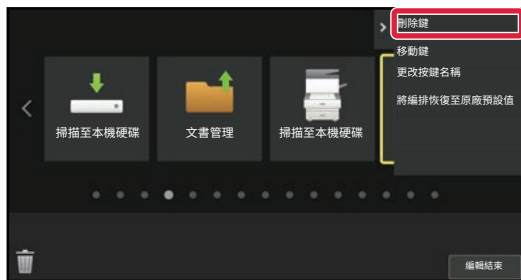 刪除鍵
移動鍵
更改按鍵名稱
將編排恢復至原廠預設值
掃描至本機硬碟
文書管理
掃描至本機硬碟
編輯結束